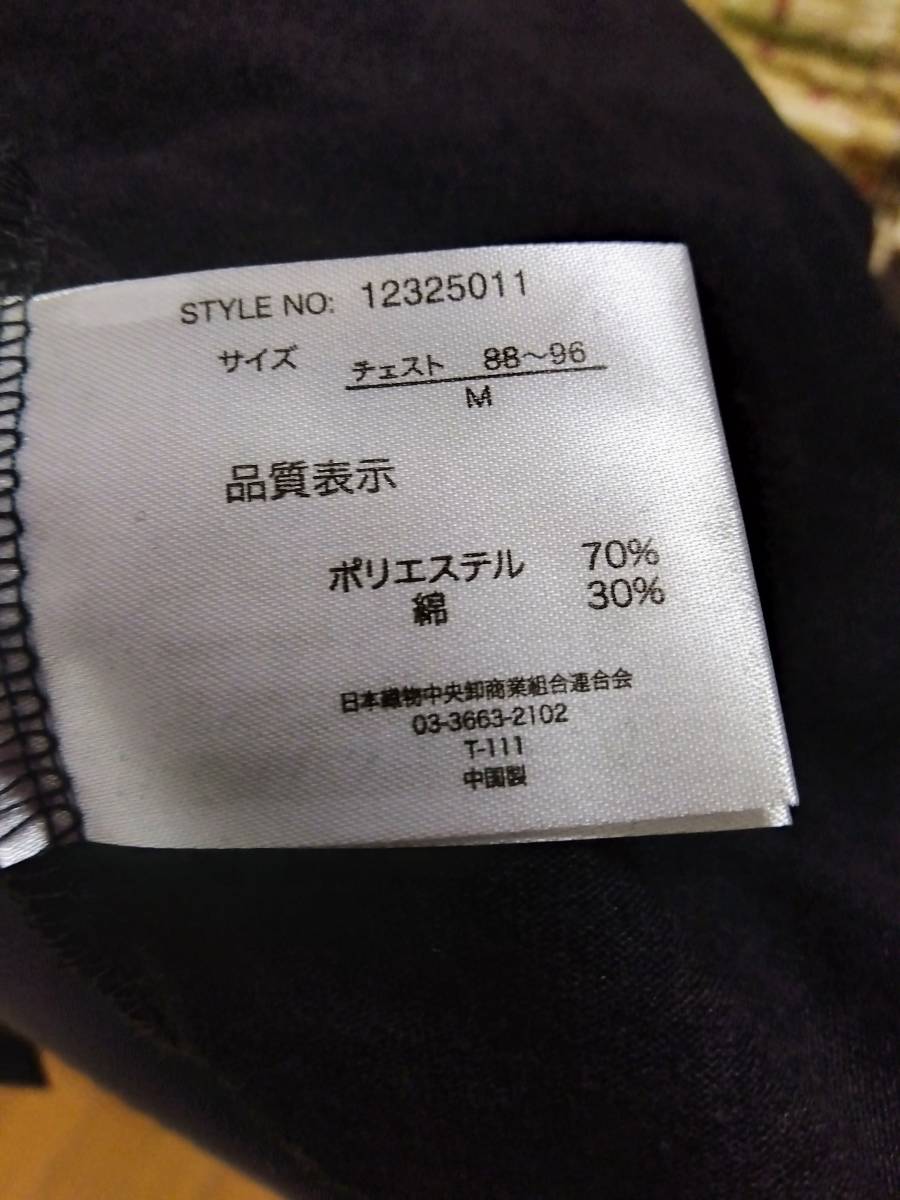 STYLE NO: 12325011
サイズ チェスト 88～96
M
品質表示
ポリエステル 70%
綿 30%
日本織物中央卸商業組合連合会
03-3663-2102
T-111
中国製